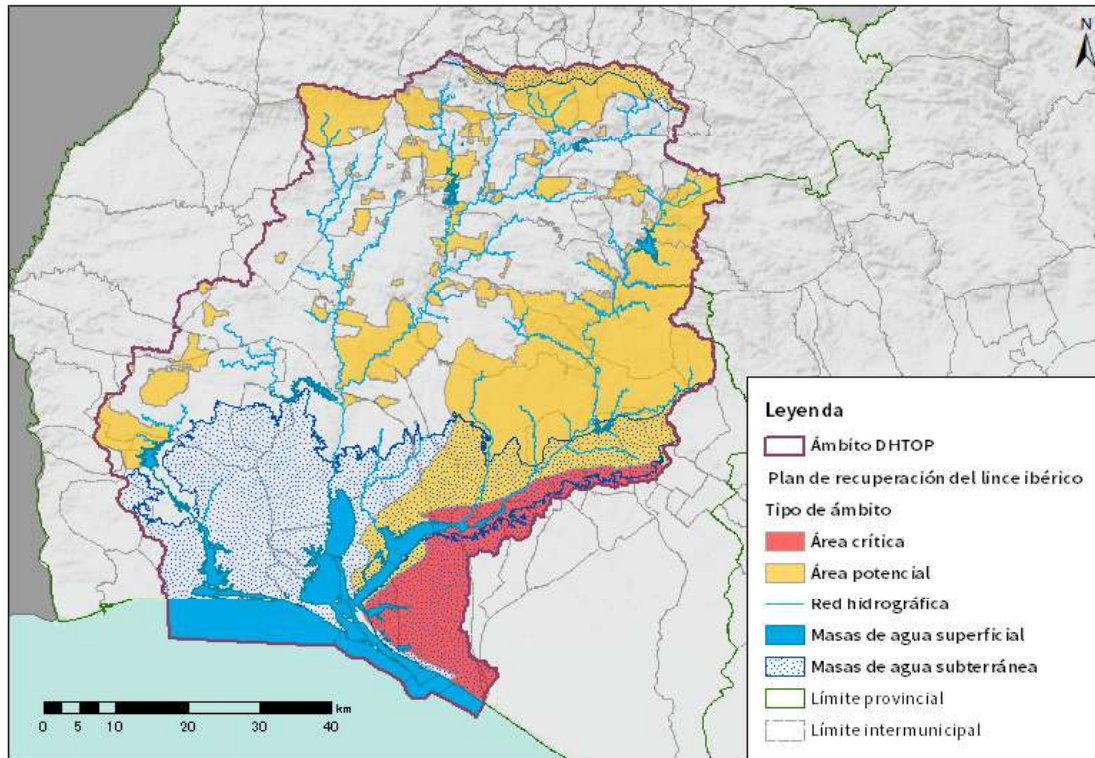 N
Leyenda
Ámbito DHTOP
Plan de recuperación del lince ibérico
Tipo de ámbito
Área crítica
Área potencial
Red hidrográfica
Masas de agua superficial
Masas de agua subterránea
Límite provincial
Límite intermunicipal
km
0 5 10 20 30 40